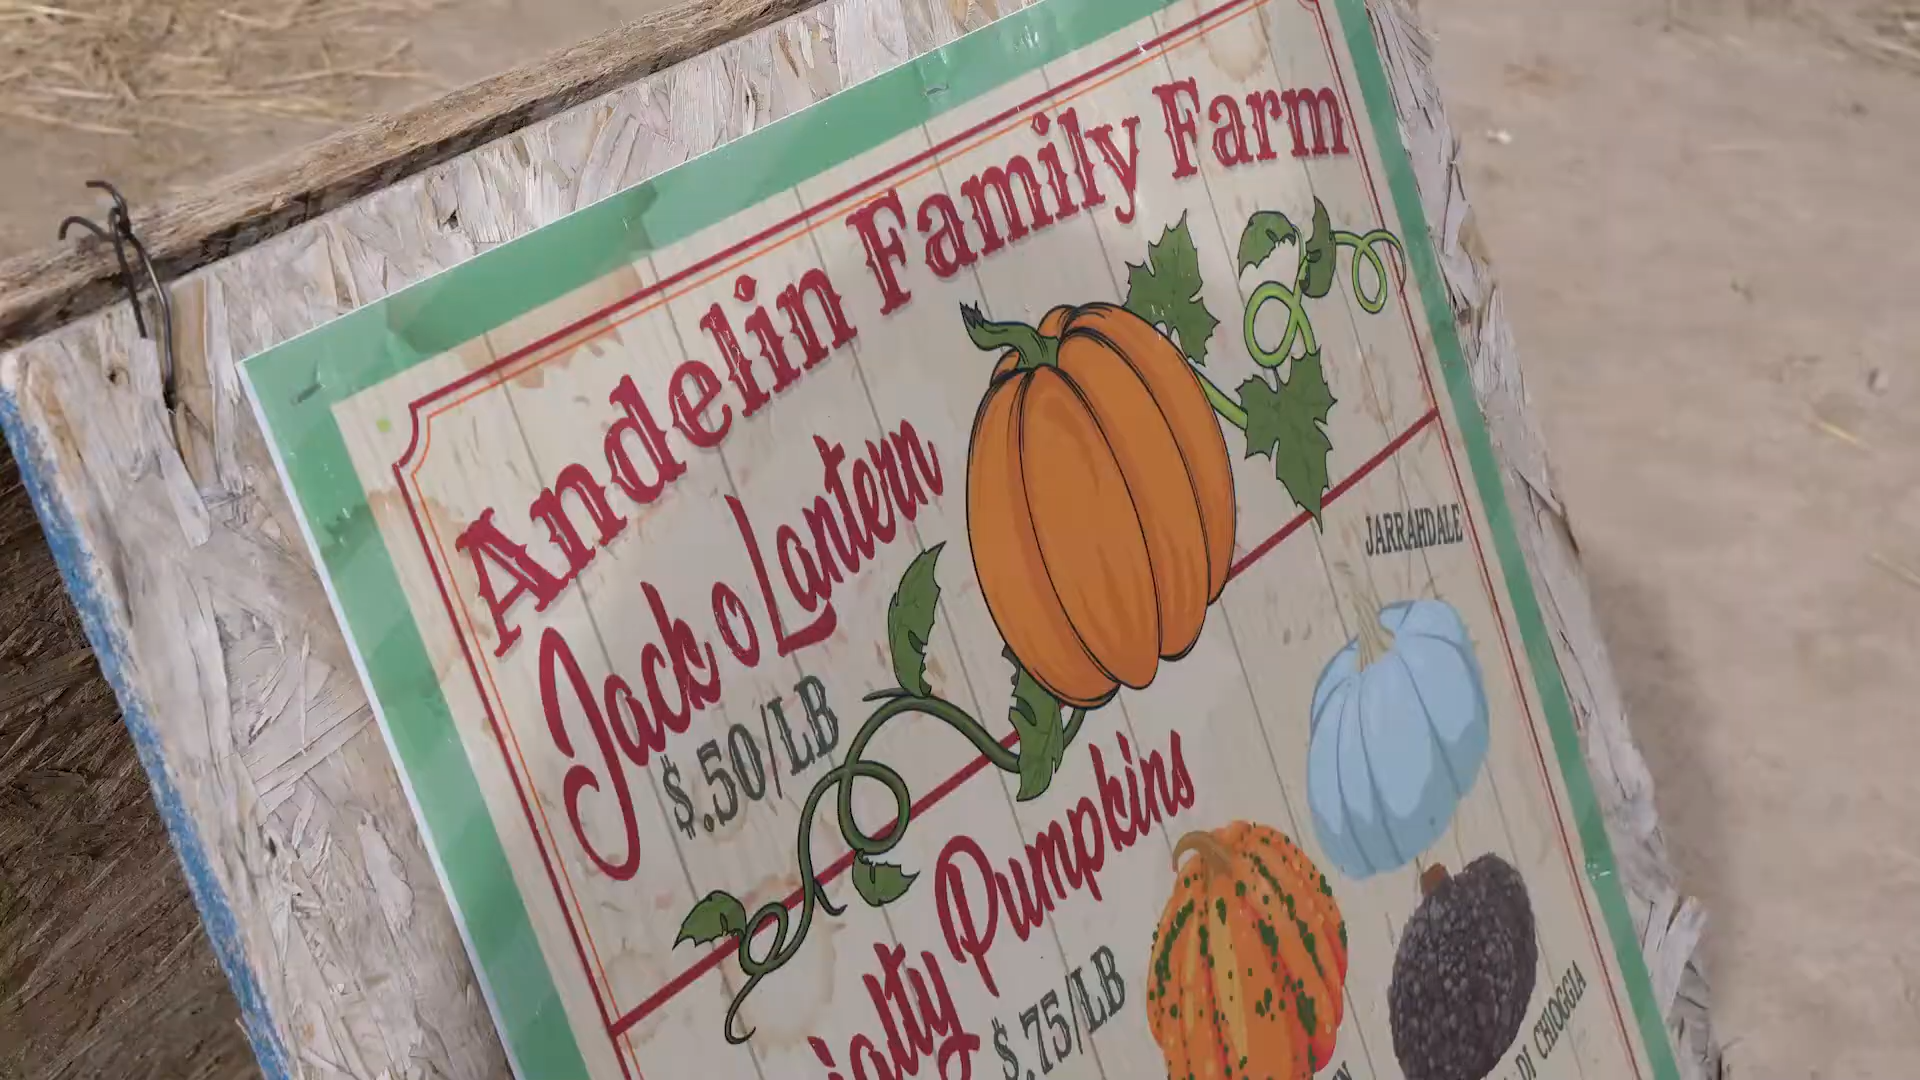 Andelin Family Farm
Jack o Lantern
$.50/LB
JARRAHDALE
Pumpkins
$.75/LB
DI CHIOGGIA